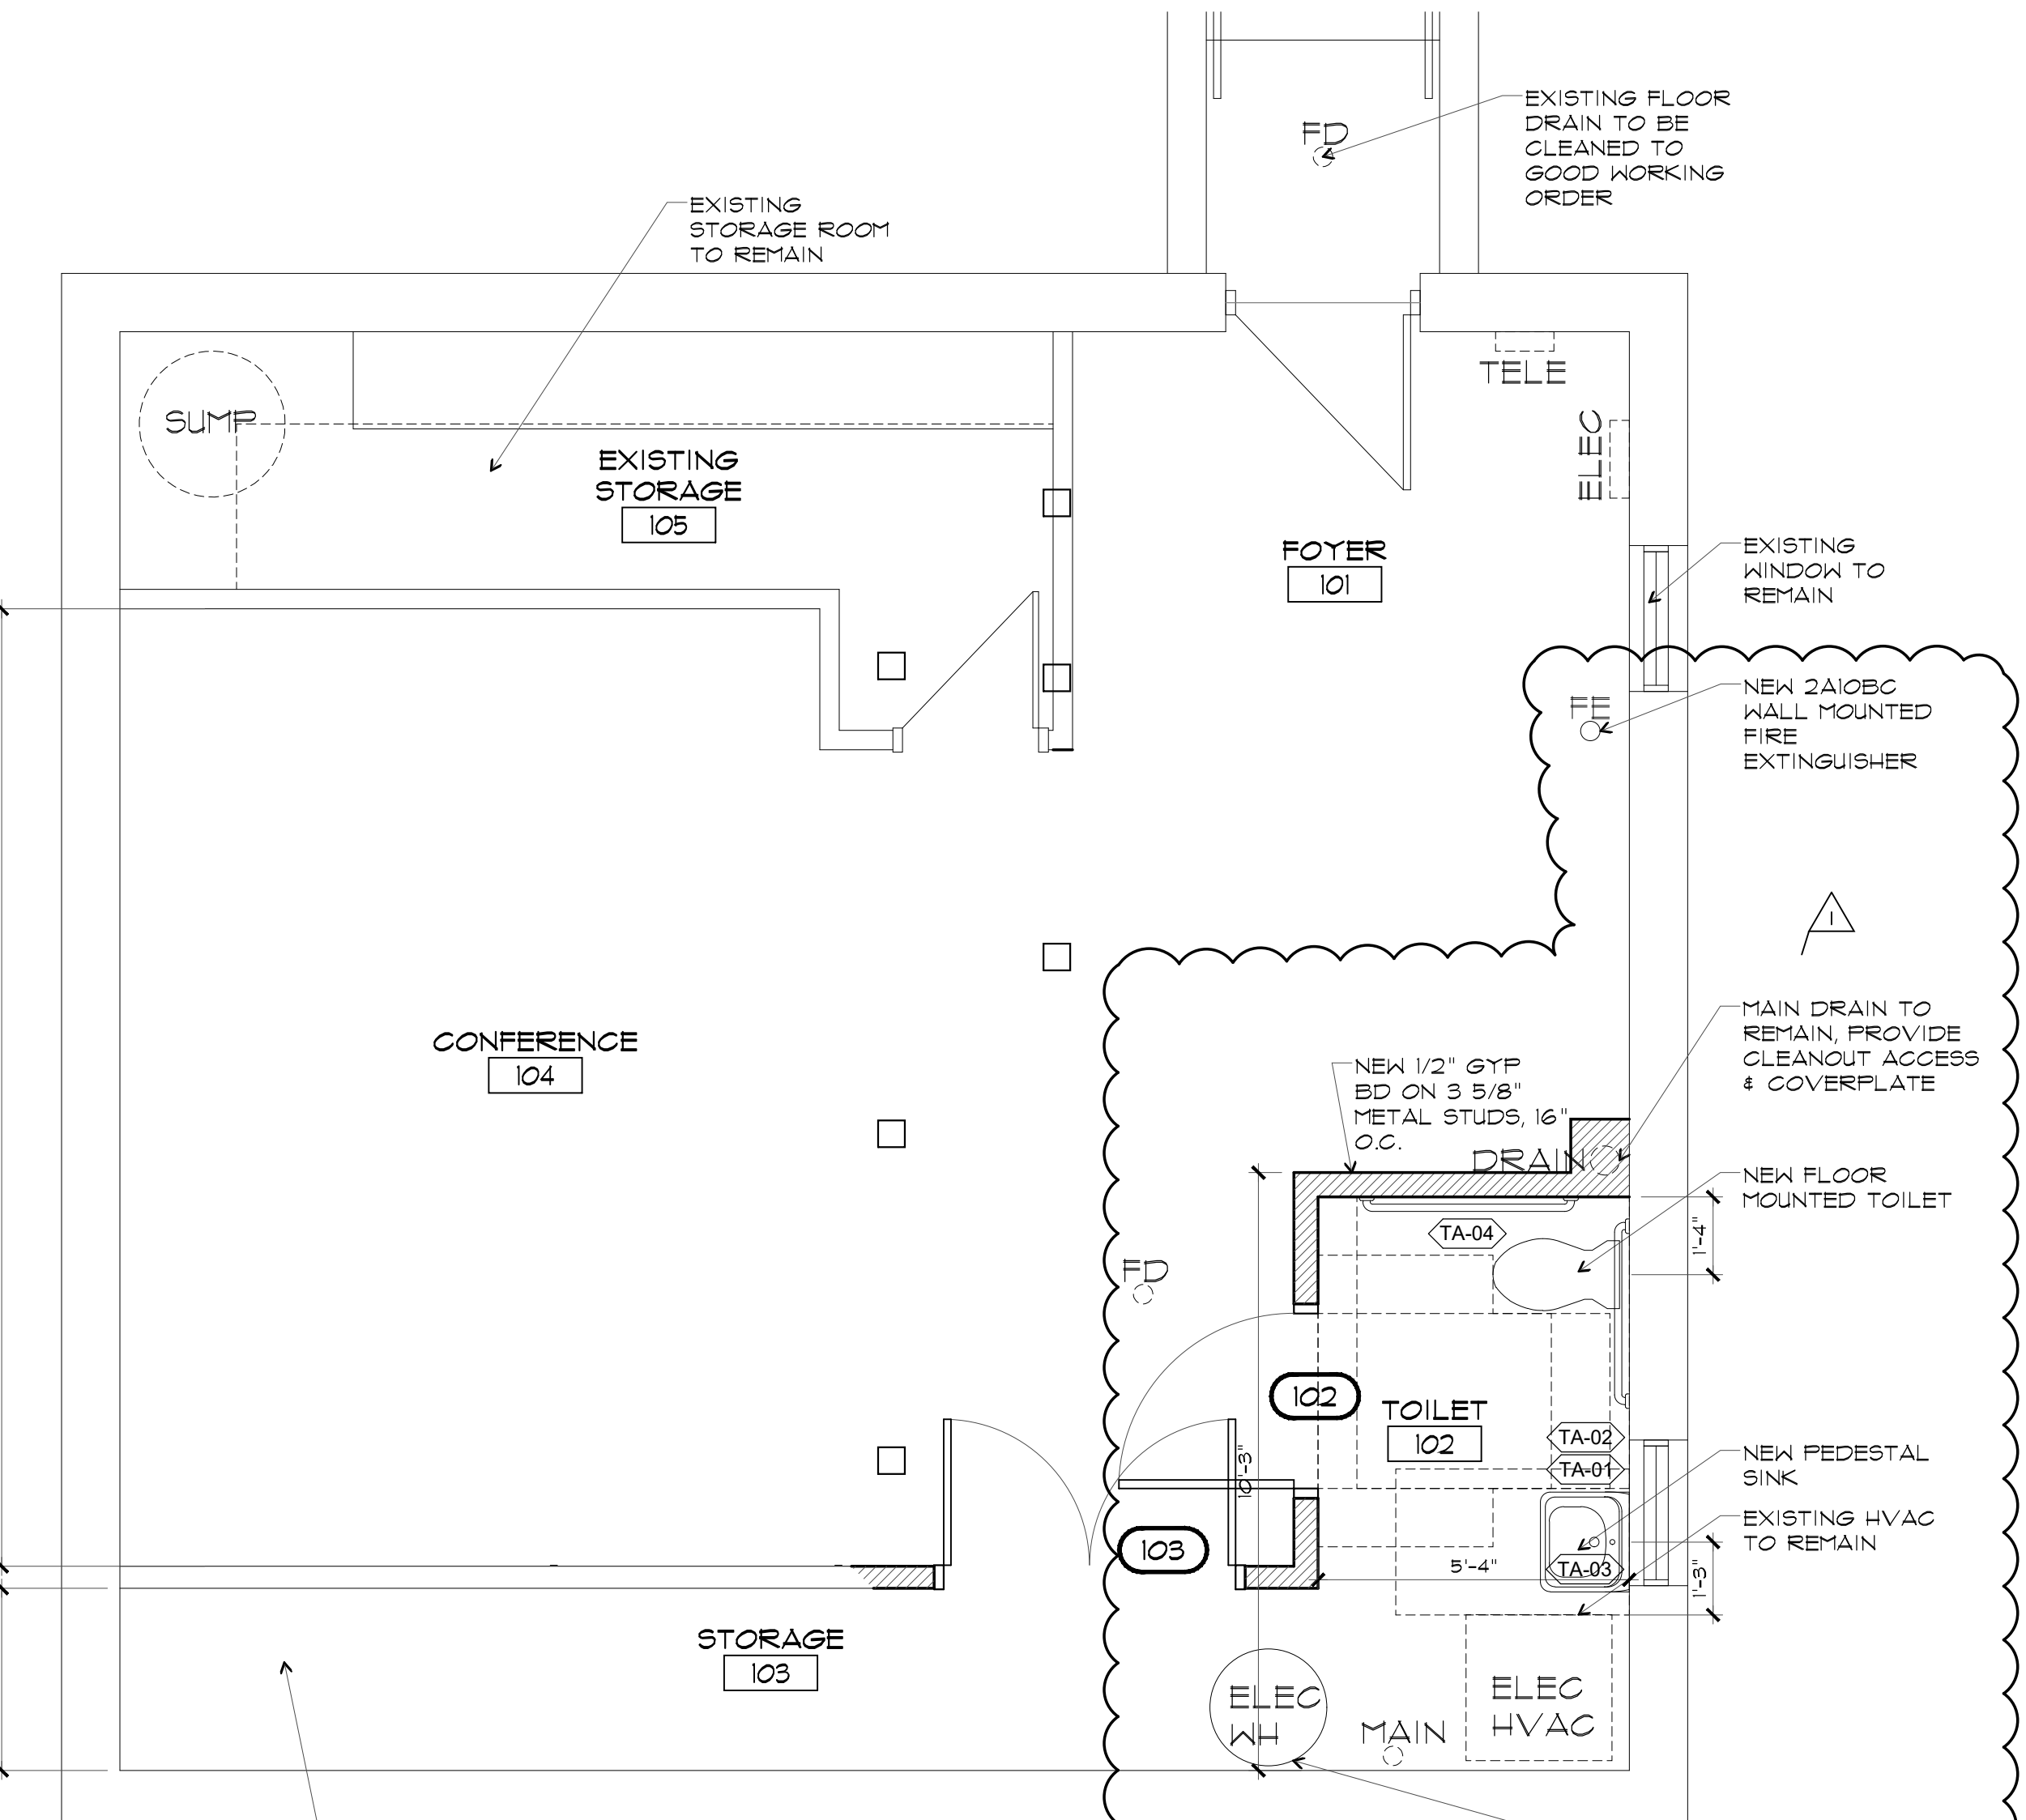 FD
EXISTING FLOOR
DRAIN TO BE
CLEANED TO
GOOD WORKING
ORDER
EXISTING
STORAGE ROOM
TO REMAIN
TELE
SUMP
ELEC
EXISTING
STORAGE
105
FOYER
101
EXISTING
WINDOW TO
REMAIN
FE
NEW 2A10BC
WALL MOUNTED
FIRE
EXTINGUISHER
1
MAIN DRAIN TO
REMAIN, PROVIDE
CLEANOUT ACCESS
& COVERPLATE
CONFERENCE
104
NEW 1/2" GYP
BD ON 3 5/8"
METAL STUDS, 16"
O.C.
DRAIN
NEW FLOOR
MOUNTED TOILET
1'-4"
TA-04
FD
102
TOILET
102
TA-02
TA-01
10'-3"
NEW PEDESTAL
SINK
EXISTING HVAC
TO REMAIN
103
5'-4"
TA-03
1'-3"
STORAGE
103
ELEC
WH
MAIN
ELEC
HVAC